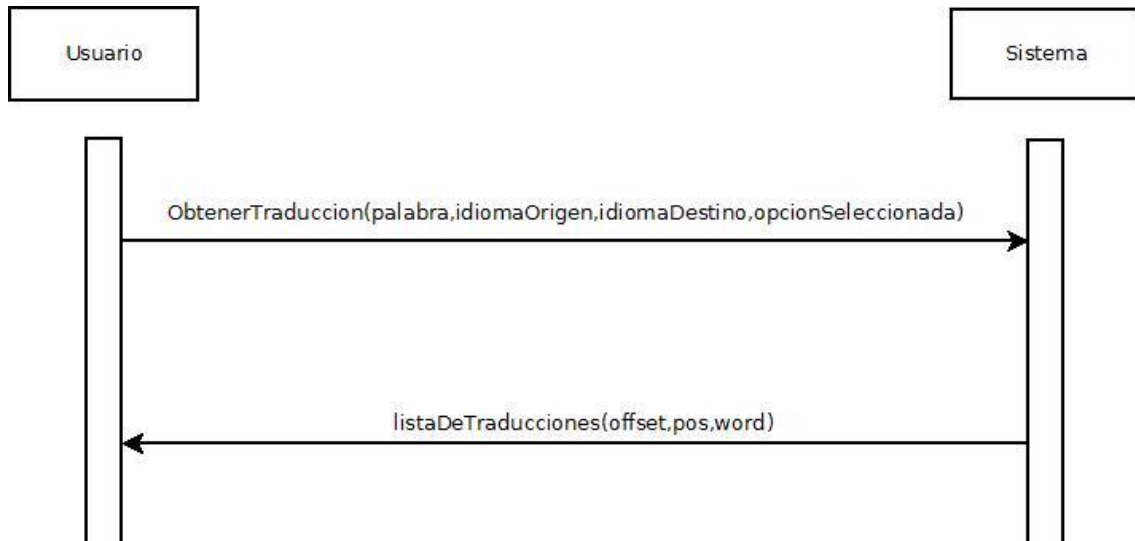 Usuario
Sistema
ObtenerTraduccion(palabra,idiomaOrigen,idiomaDestino,opcionSeleccionada)
listaDeTraducciones(offset,pos,word)